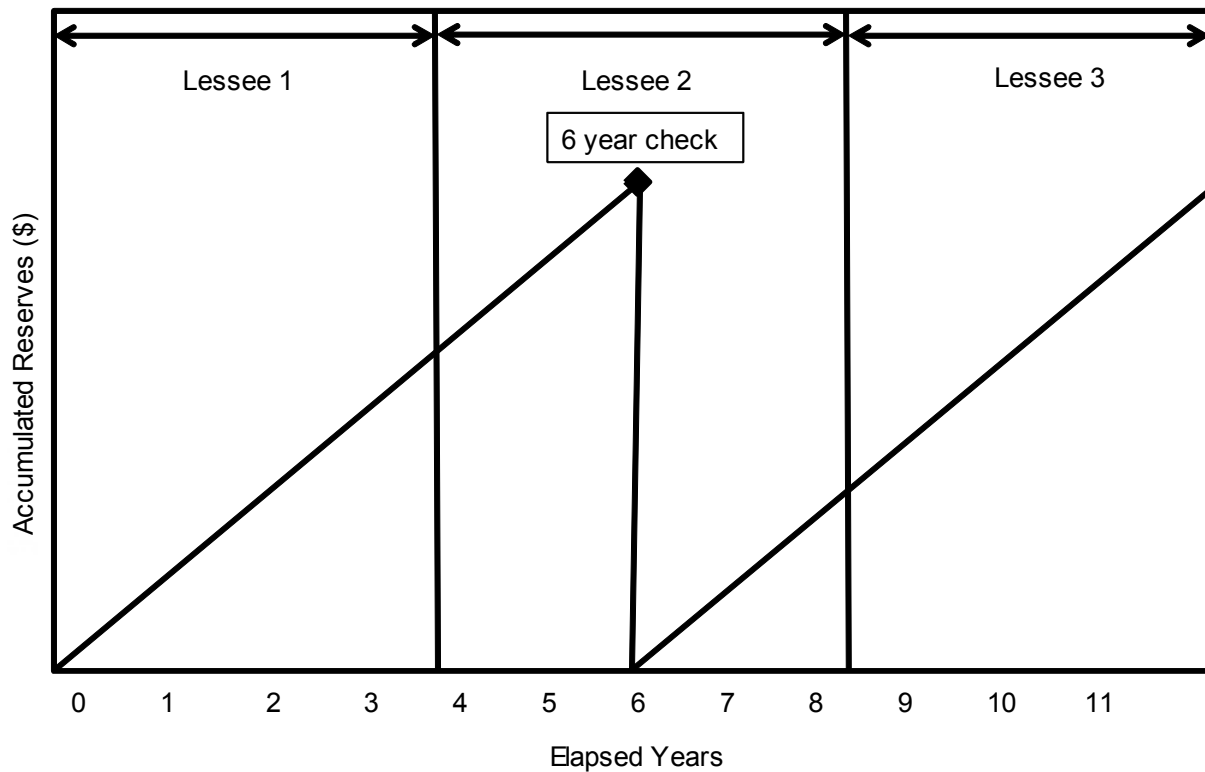 Lessee 1
Lessee 2
Lessee 3
6 year check
Accumulated Reserves ($)
0 1 2 3 4 5 6 7 8 9 10 11
Elapsed Years